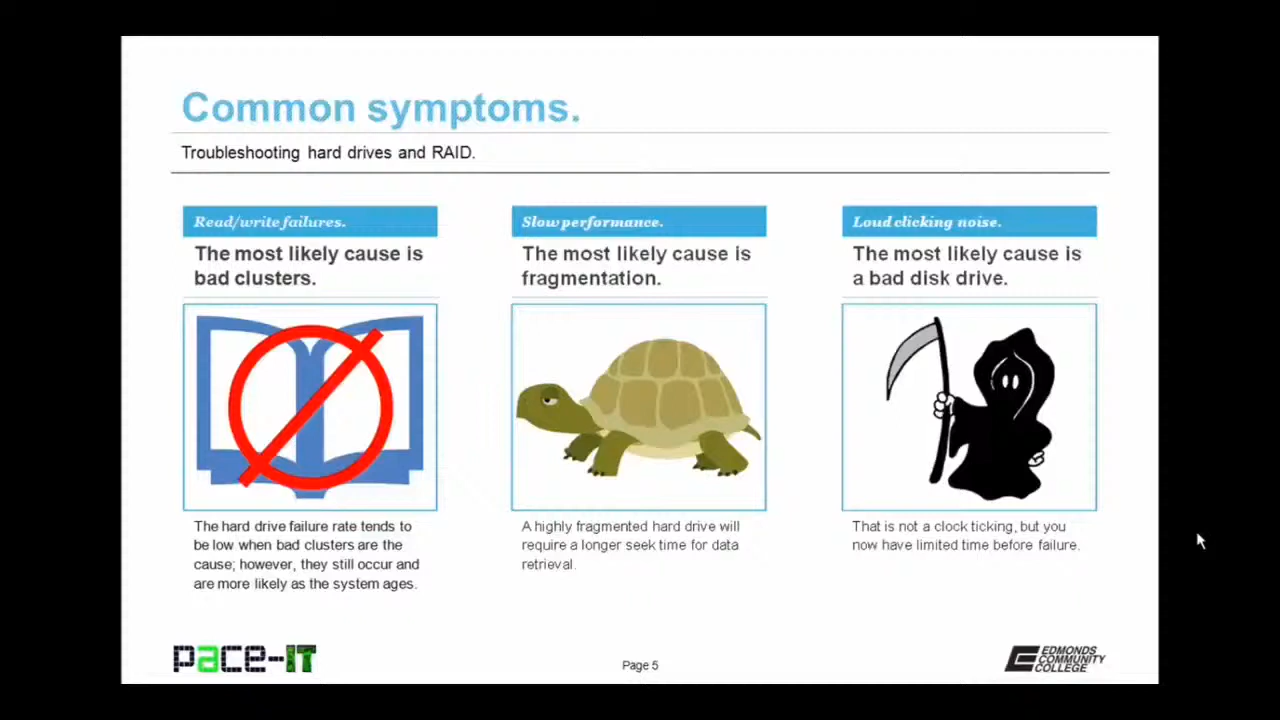 Common symptoms.
Troubleshooting hard drives and RAID.
Read/write failures.
The most likely cause is
bad clusters.
The hard drive failure rate tends to
be low when bad clusters are the
cause; however, they still occur and
are more likely as the system ages.
Slow performance.
The most likely cause is
fragmentation.
A highly fragmented hard drive will
require a longer seek time for data
retrieval.
Loud clicking noise.
The most likely cause is
a bad disk drive.
That is not a clock ticking, but you
now have limited time before failure.
pace-IT
Page 5
EDMONDS
COMMUNITY
COLLEGE